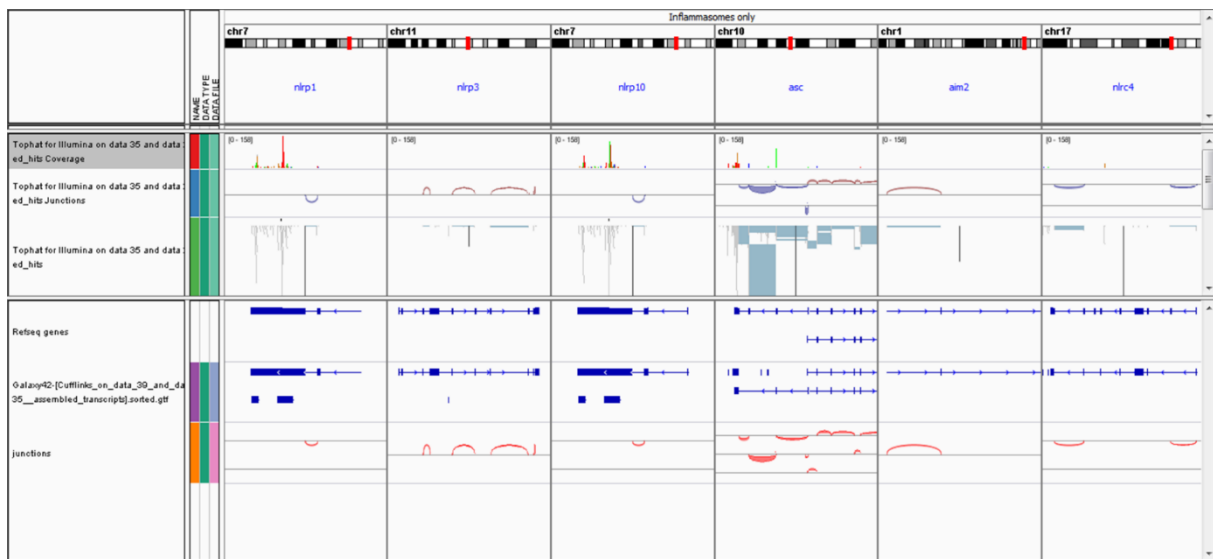 Inflammasomes only
chr7 chr11 chr7 chr10 chr1 chr17
NAME
DATA TYPE
DATA FILE
nlrp1 nlrp3 nlrp10 asc aim2 nlrc4
Tophat for Illumina on data 35 and data
ed_hits Coverage
[0 - 158] [0 - 158] [0 - 158] [0 - 158] [0 - 158] [0 - 158]
Tophat for Illumina on data 35 and data
ed_hits Junctions
Tophat for Illumina on data 35 and data
ed_hits
Refseq genes
Galaxy42-[Cufflinks_on_data_39_and_da
35__assembled_transcripts].sorted.gtf
junctions